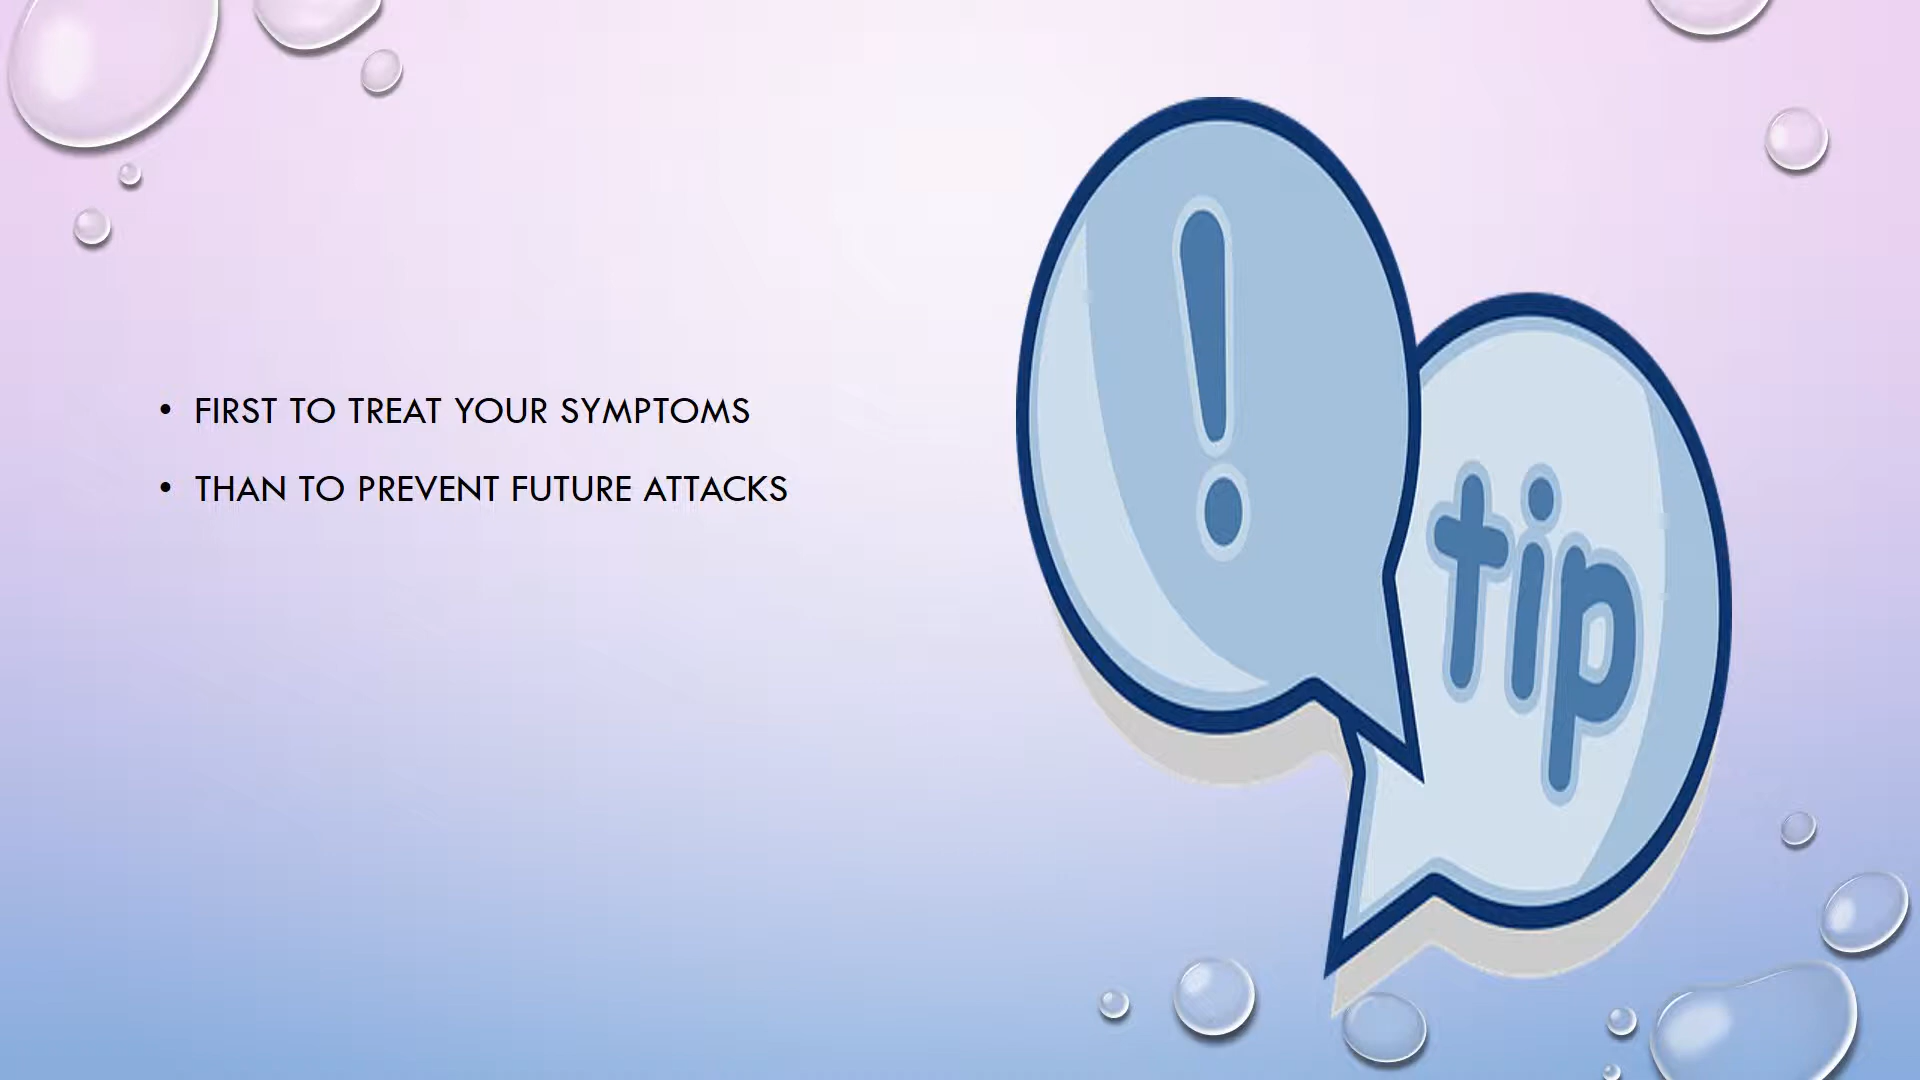 • FIRST TO TREAT YOUR SYMPTOMS
• THAN TO PREVENT FUTURE ATTACKS
!
tip